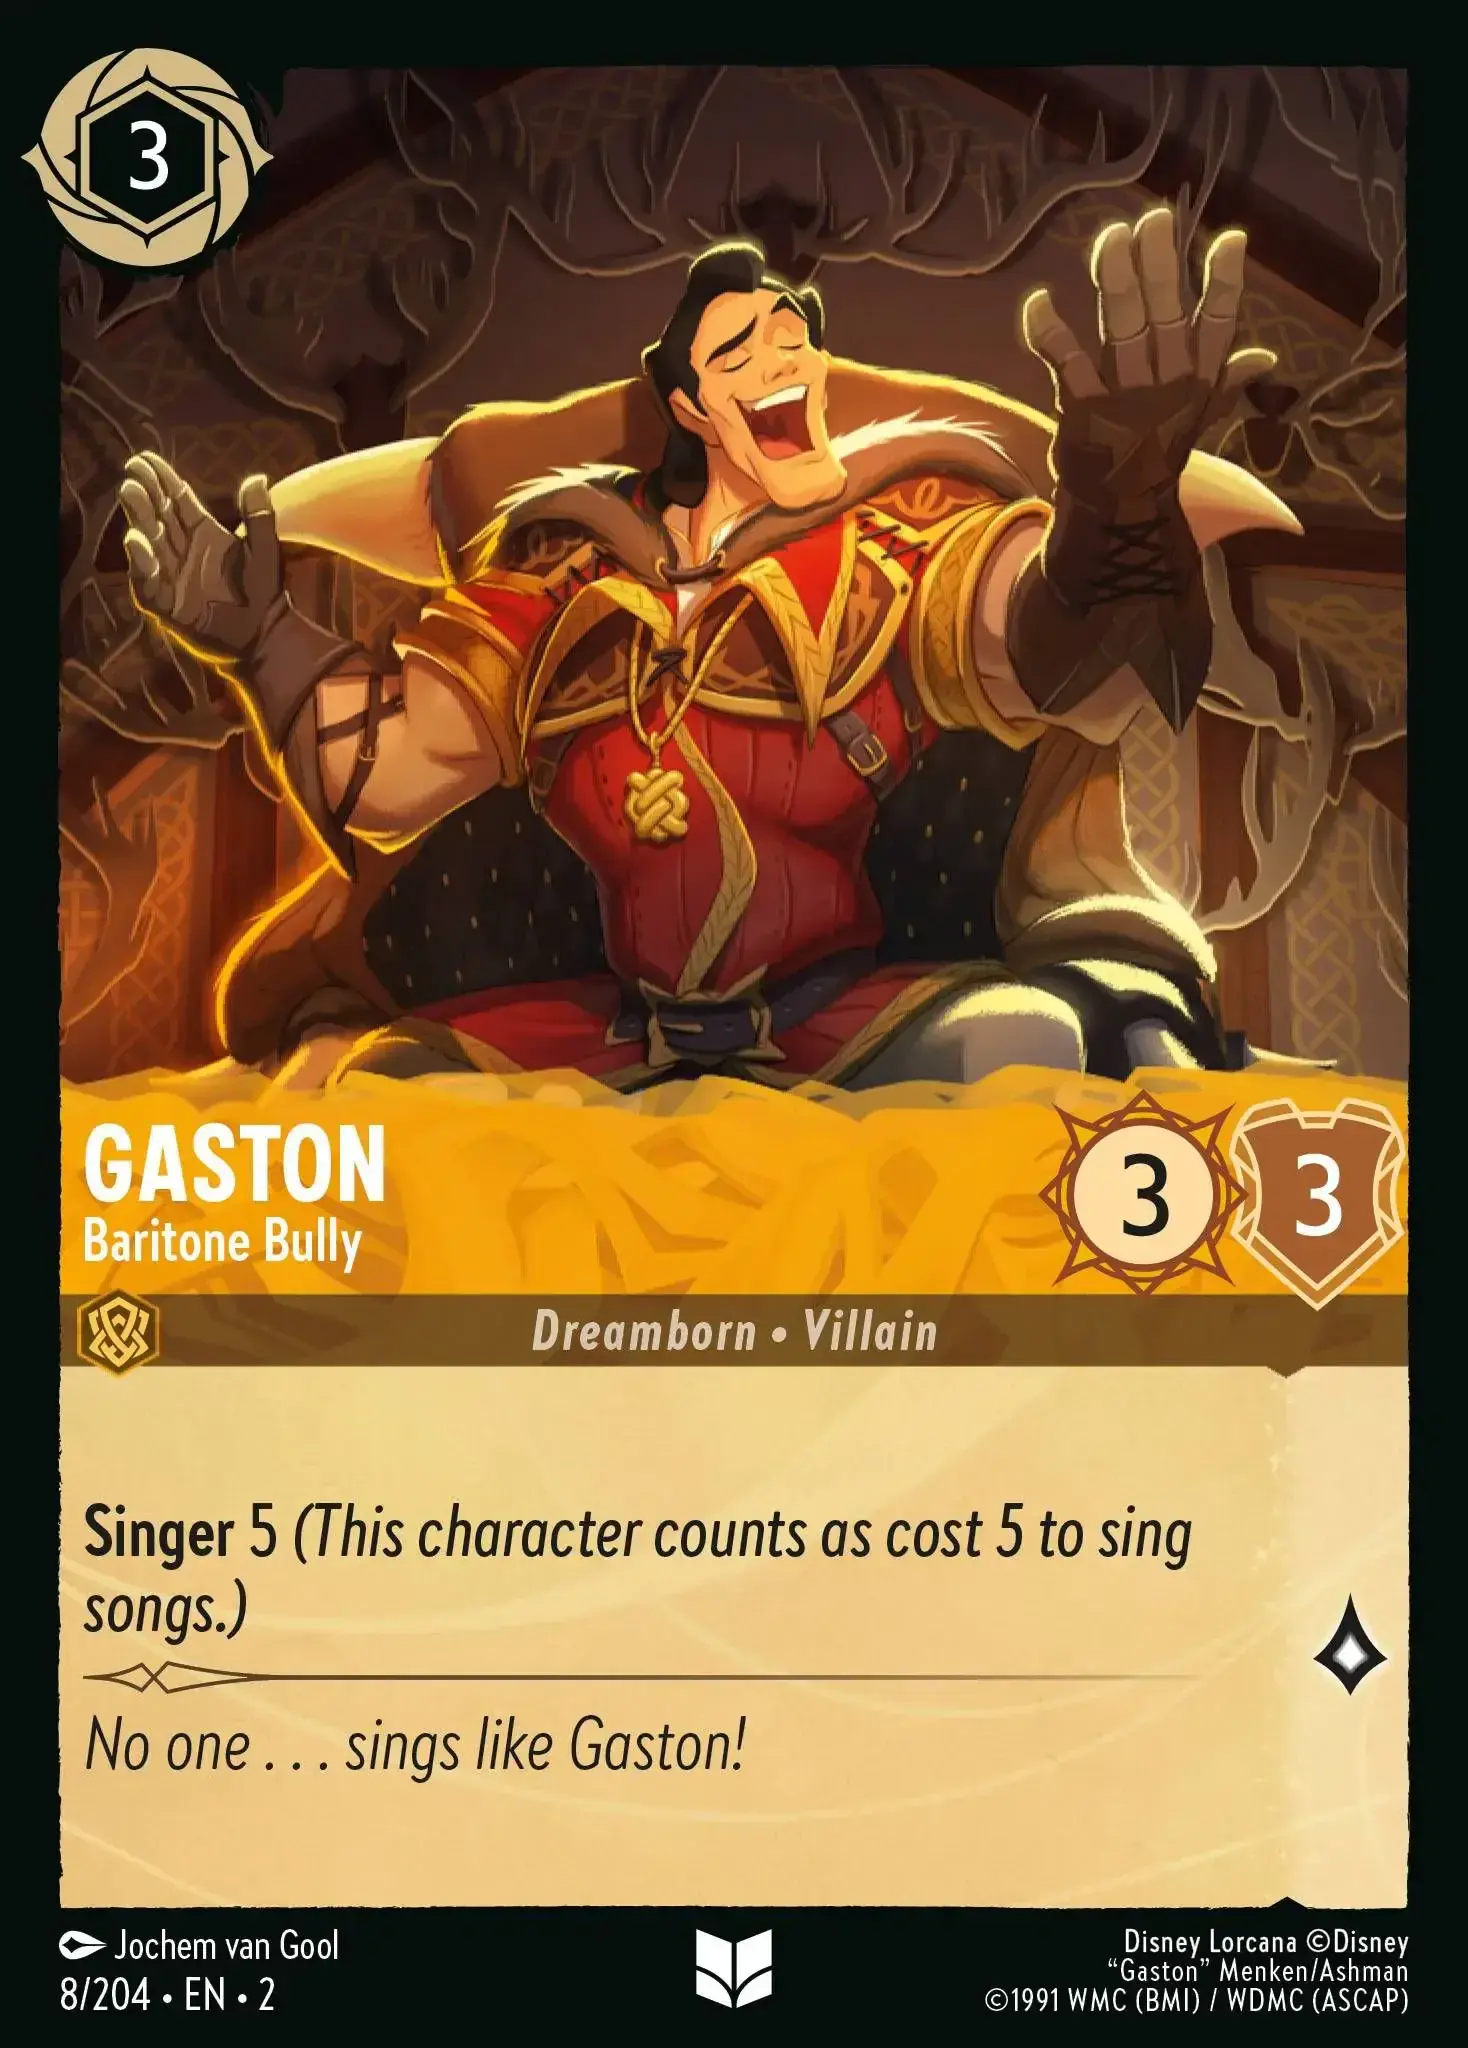 3
GASTON
Baritone Bully
3
3
Dreamborn • Villain
Singer 5 (This character counts as cost 5 to sing
songs.)
No one . . . sings like Gaston!
Jochem van Gool
8/204 • EN • 2
Disney Lorcana ©Disney
“Gaston” Menken/Ashman
©1991 WMC (BMI) / WDMC (ASCAP)